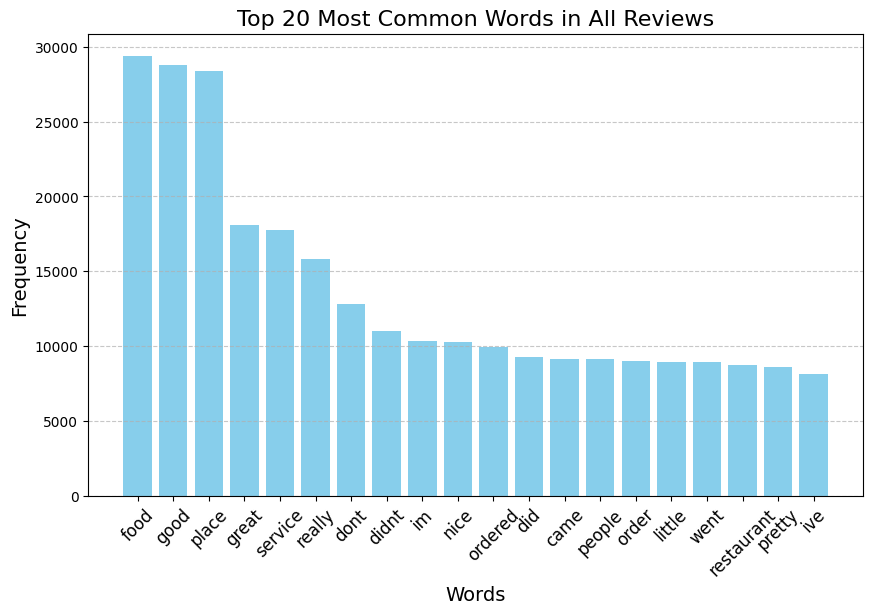 Top 20 Most Common Words in All Reviews
Frequency
30000
25000
20000
15000
10000
5000
0
food
good
place
great
service
really
dont
didnt
im
nice
ordered
did
came
people
order
little
went
restaurant
pretty
ive
Words